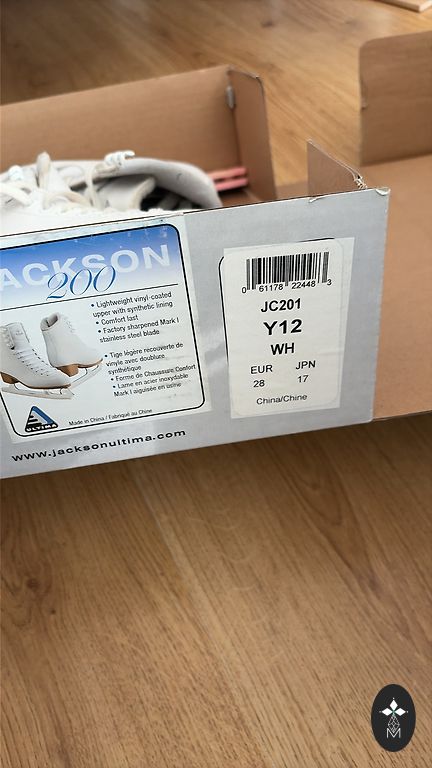 JACKSON
200
• Lightweight vinyl-coated
upper with synthetic lining
• Comfort last
• Factory sharpened Mark I
stainless steel blade
• Tige légère recouverte de
vinyle avec doublure
synthétique
• Forme de Chaussure Confort
• Lame en acier inoxydable
Mark I aiguisée en usine
ULTIMA
Made in China / Fabriqué au Chine
www.jacksonultima.com
0 61178 22448 3
JC201
Y12
WH
EUR JPN
28 17
China/Chine
M